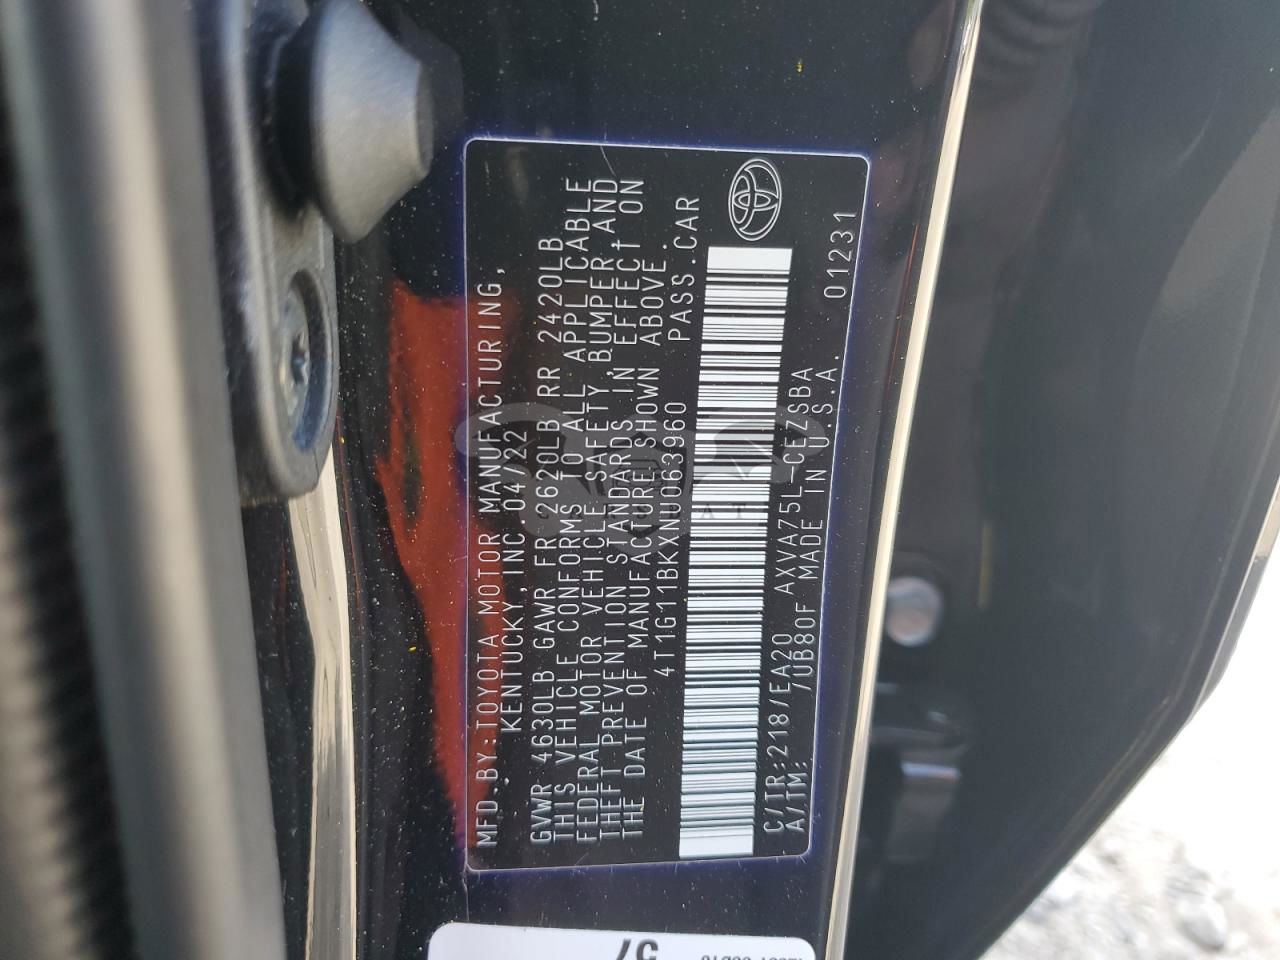 MFD.BY:TOYOTA MOTOR MANUFACTURING,
KENTUCKY,INC 04/22
GVWR 4630LB GAWR FR 2620LB RR 2420LB
THIS VEHICLE CONFORMS TO ALL APPLICABLE
FEDERAL MOTOR VEHICLE SAFETY,BUMPER,AND
THEFT PREVENTION STANDARDS IN EFFECT ON
THE DATE OF MANUFACTURE SHOWN ABOVE.
4T1G11BKXNU063960 PASS.CAR
C/TR:218/EA20 AXVA75L-CEZSBA
A/TM: /UB80F MADE IN U.S.A. 01231
57